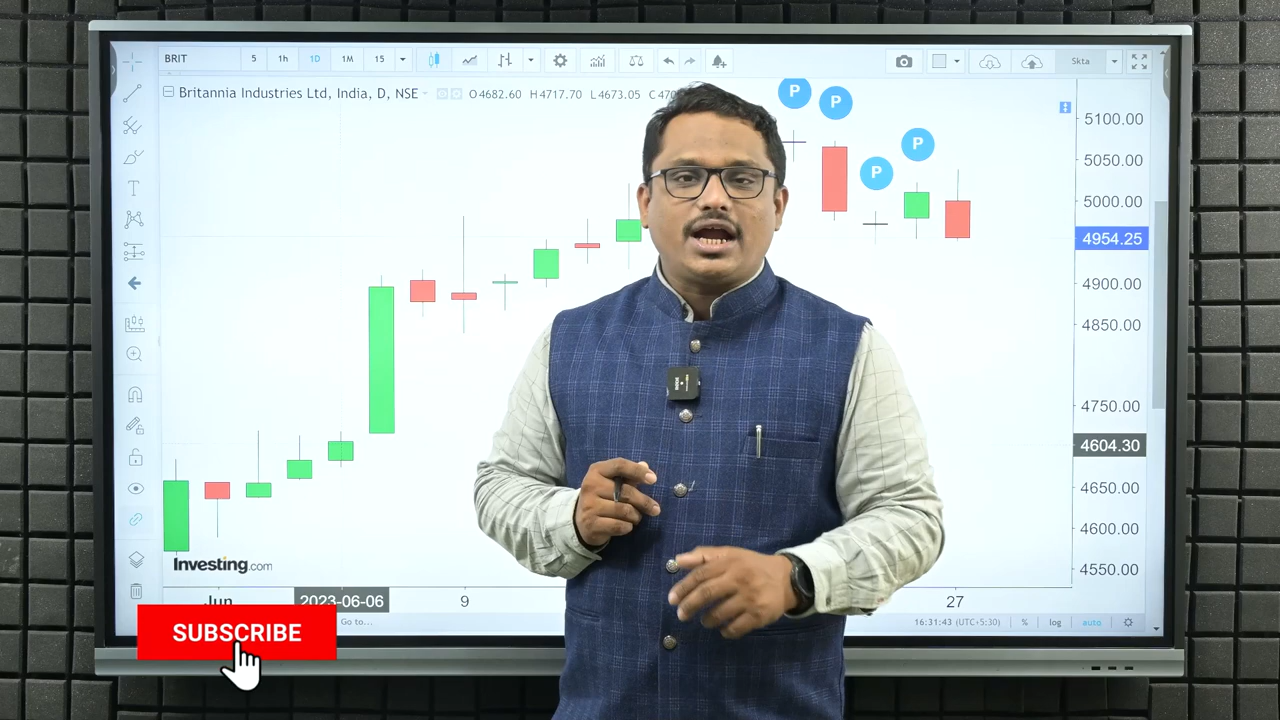 BRIT 5 1h 1D 1M 15 Skta
Britannia Industries Ltd, India, D, NSE O4682.60 H4717.70 L4673.05
P
P
P
P
5100.00
5050.00
5000.00
4954.25
4900.00
4850.00
4750.00
4604.30
4650.00
4600.00
4550.00
Investing.com
Jun 2023-06-06 9 27
Go to... 16:31:43 (UTC+5:30) % log auto
SUBSCRIBE